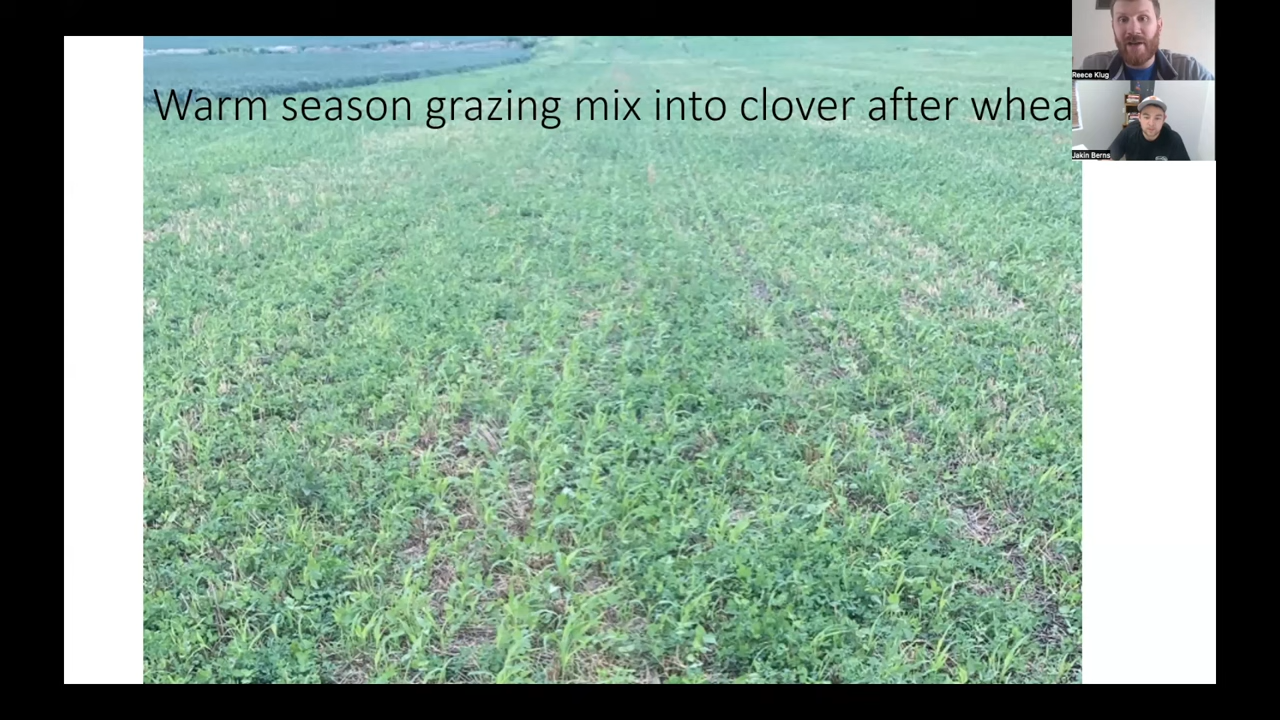 Warm season grazing mix into clover after whea
Reece Klug
Jakin Berns